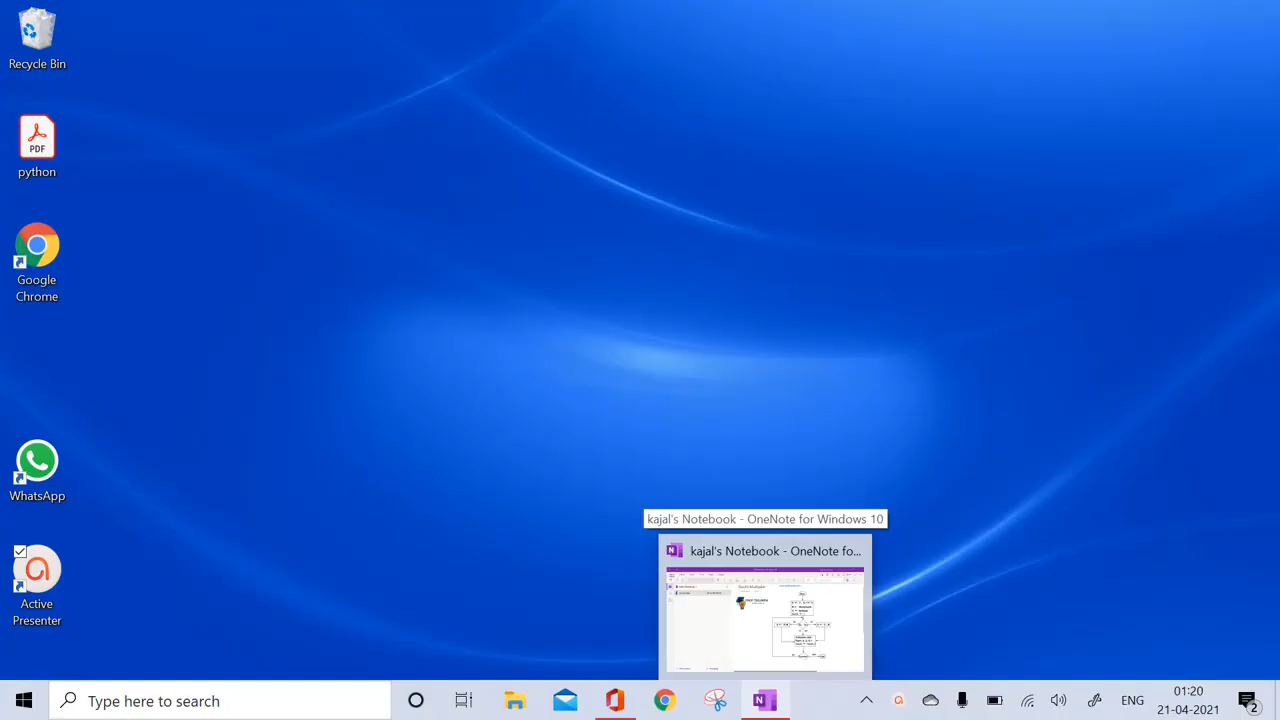 Recycle Bin
PDF
python
Google
Chrome
WhatsApp
Active
Presenter
kajal's Notebook - OneNote for Windows 10
kajal's Notebook - OneNote fo...
Type here to search
ENG
01:20
21-04-2021
2